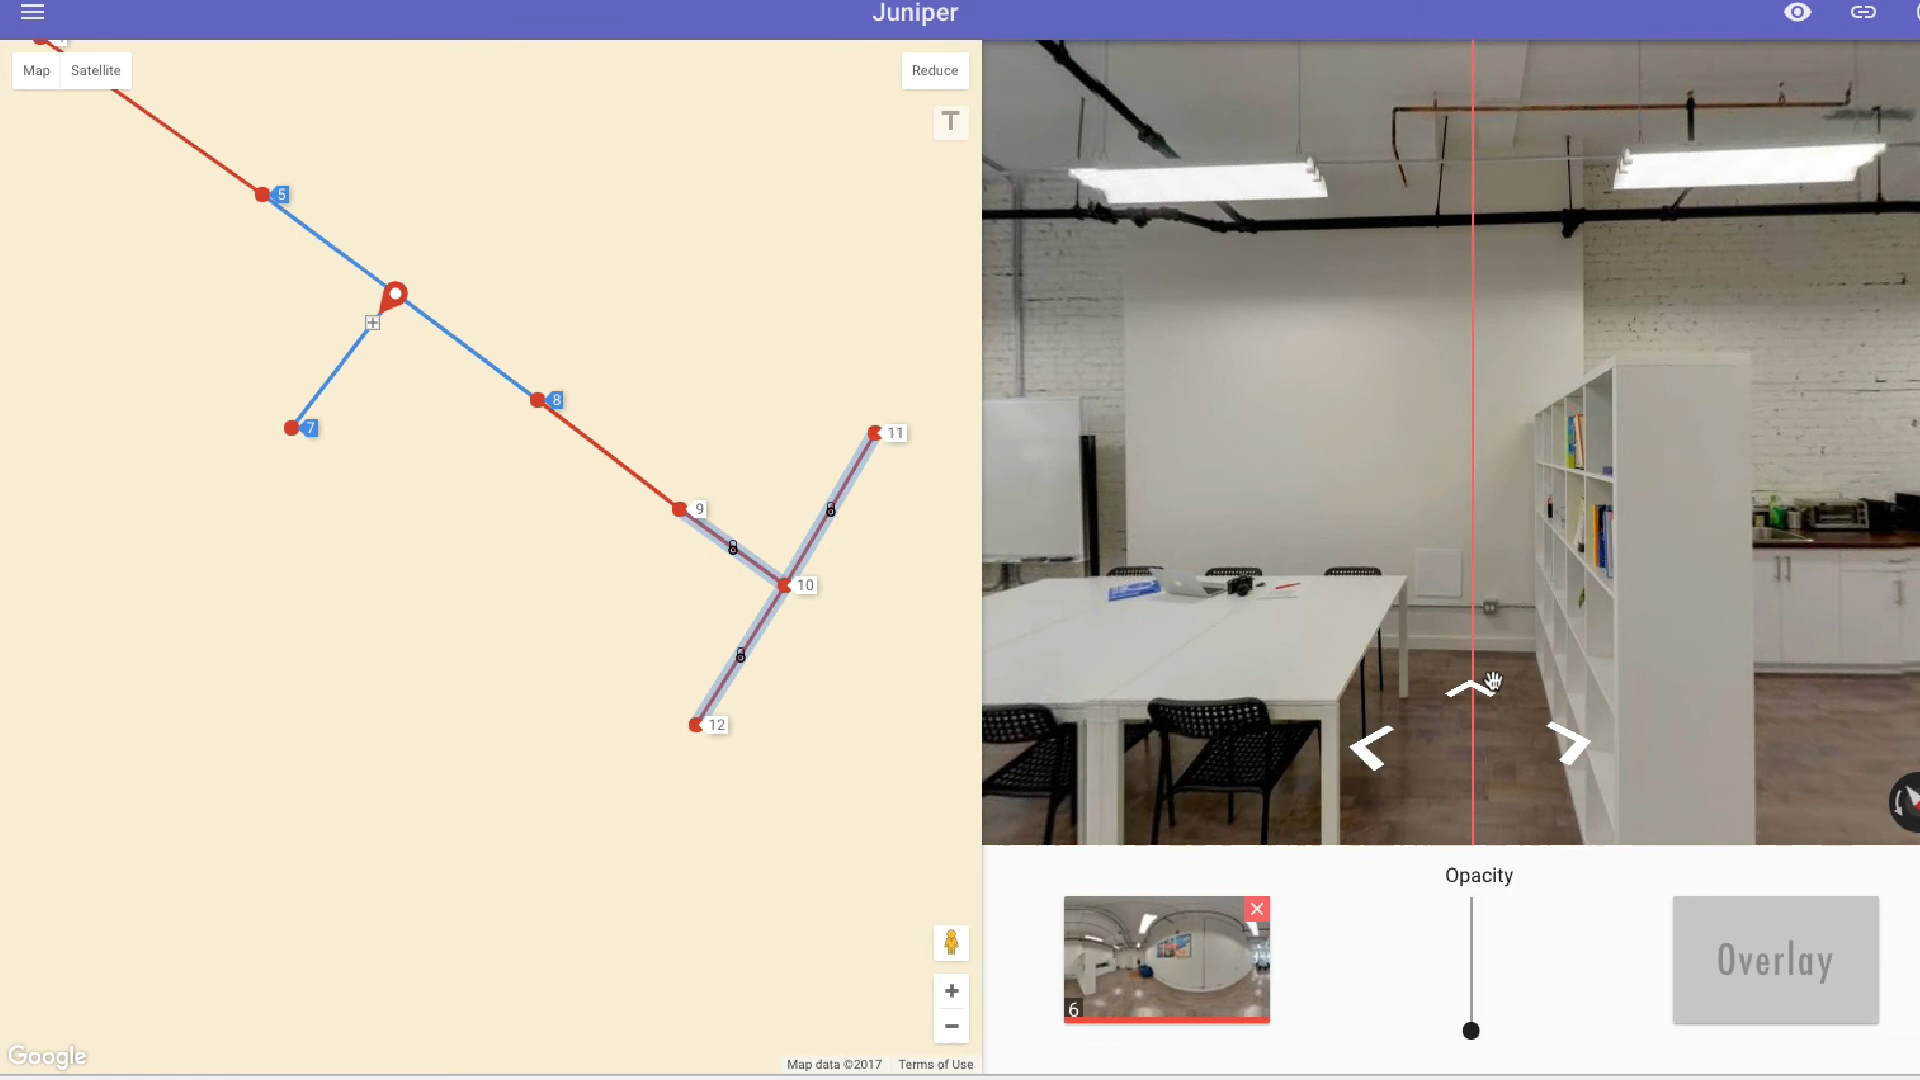 Juniper
Map
Satellite
Reduce
T
5
7
8
9
10
11
12
Opacity
6
Overlay
Google
Map data ©2017
Terms of Use